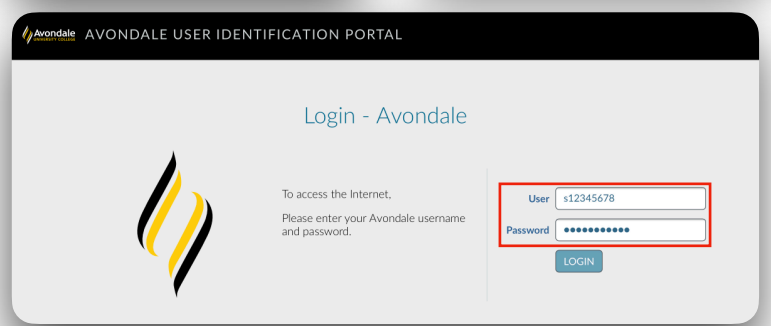 Avondale
UNIVERSITY COLLEGE
AVONDALE USER IDENTIFICATION PORTAL
Login - Avondale
To access the Internet,
Please enter your Avondale username
and password.
User s12345678
Password ●●●●●●●●●●●
LOGIN